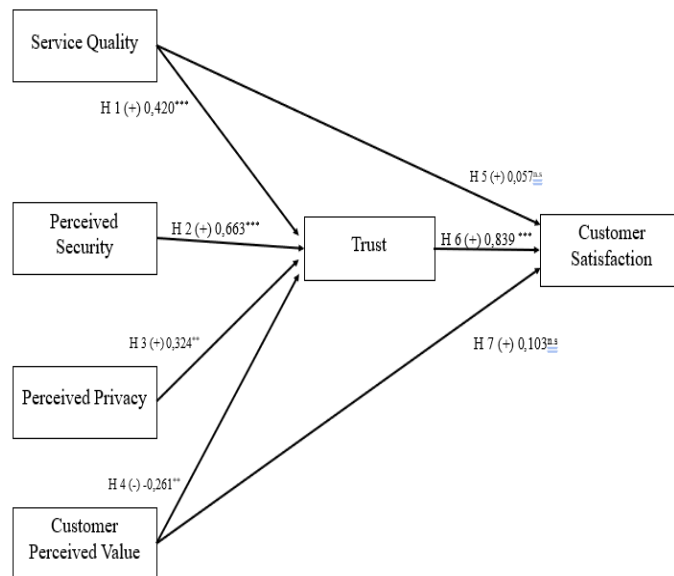 Service Quality
H 1 (+) 0,420***
H 5 (+) 0,057n.s
Perceived
Security
H 2 (+) 0,663***
Trust
H 6 (+) 0,839 ***
Customer
Satisfaction
H 3 (+) 0,324**
H 7 (+) 0,103n.s
Perceived Privacy
H 4 (-) -0,261**
Customer
Perceived Value